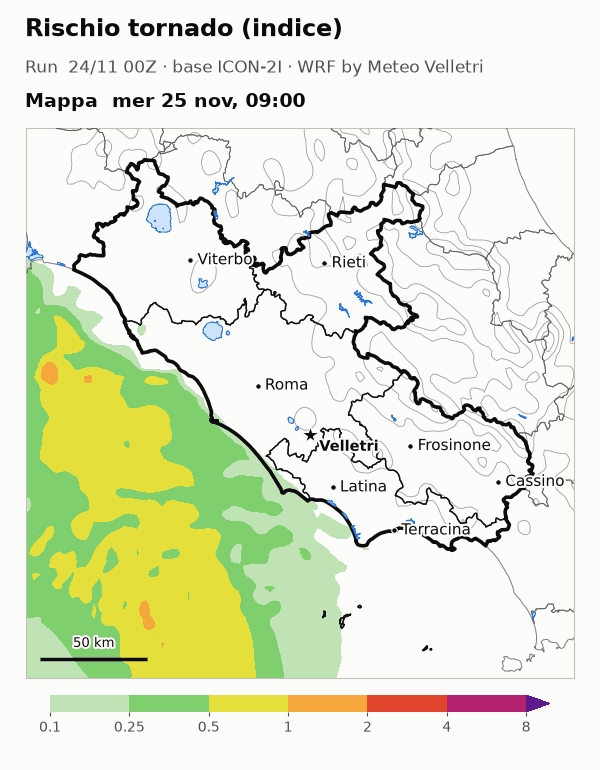 Rischio tornado (indice)
Run 24/11 00Z · base ICON-2I · WRF by Meteo Velletri
Mappa mer 25 nov, 09:00
Viterbo
Rieti
Roma
Velletri
Frosinone
Cassino
Latina
Terracina
50 km
0.1 0.25 0.5 1 2 4 8